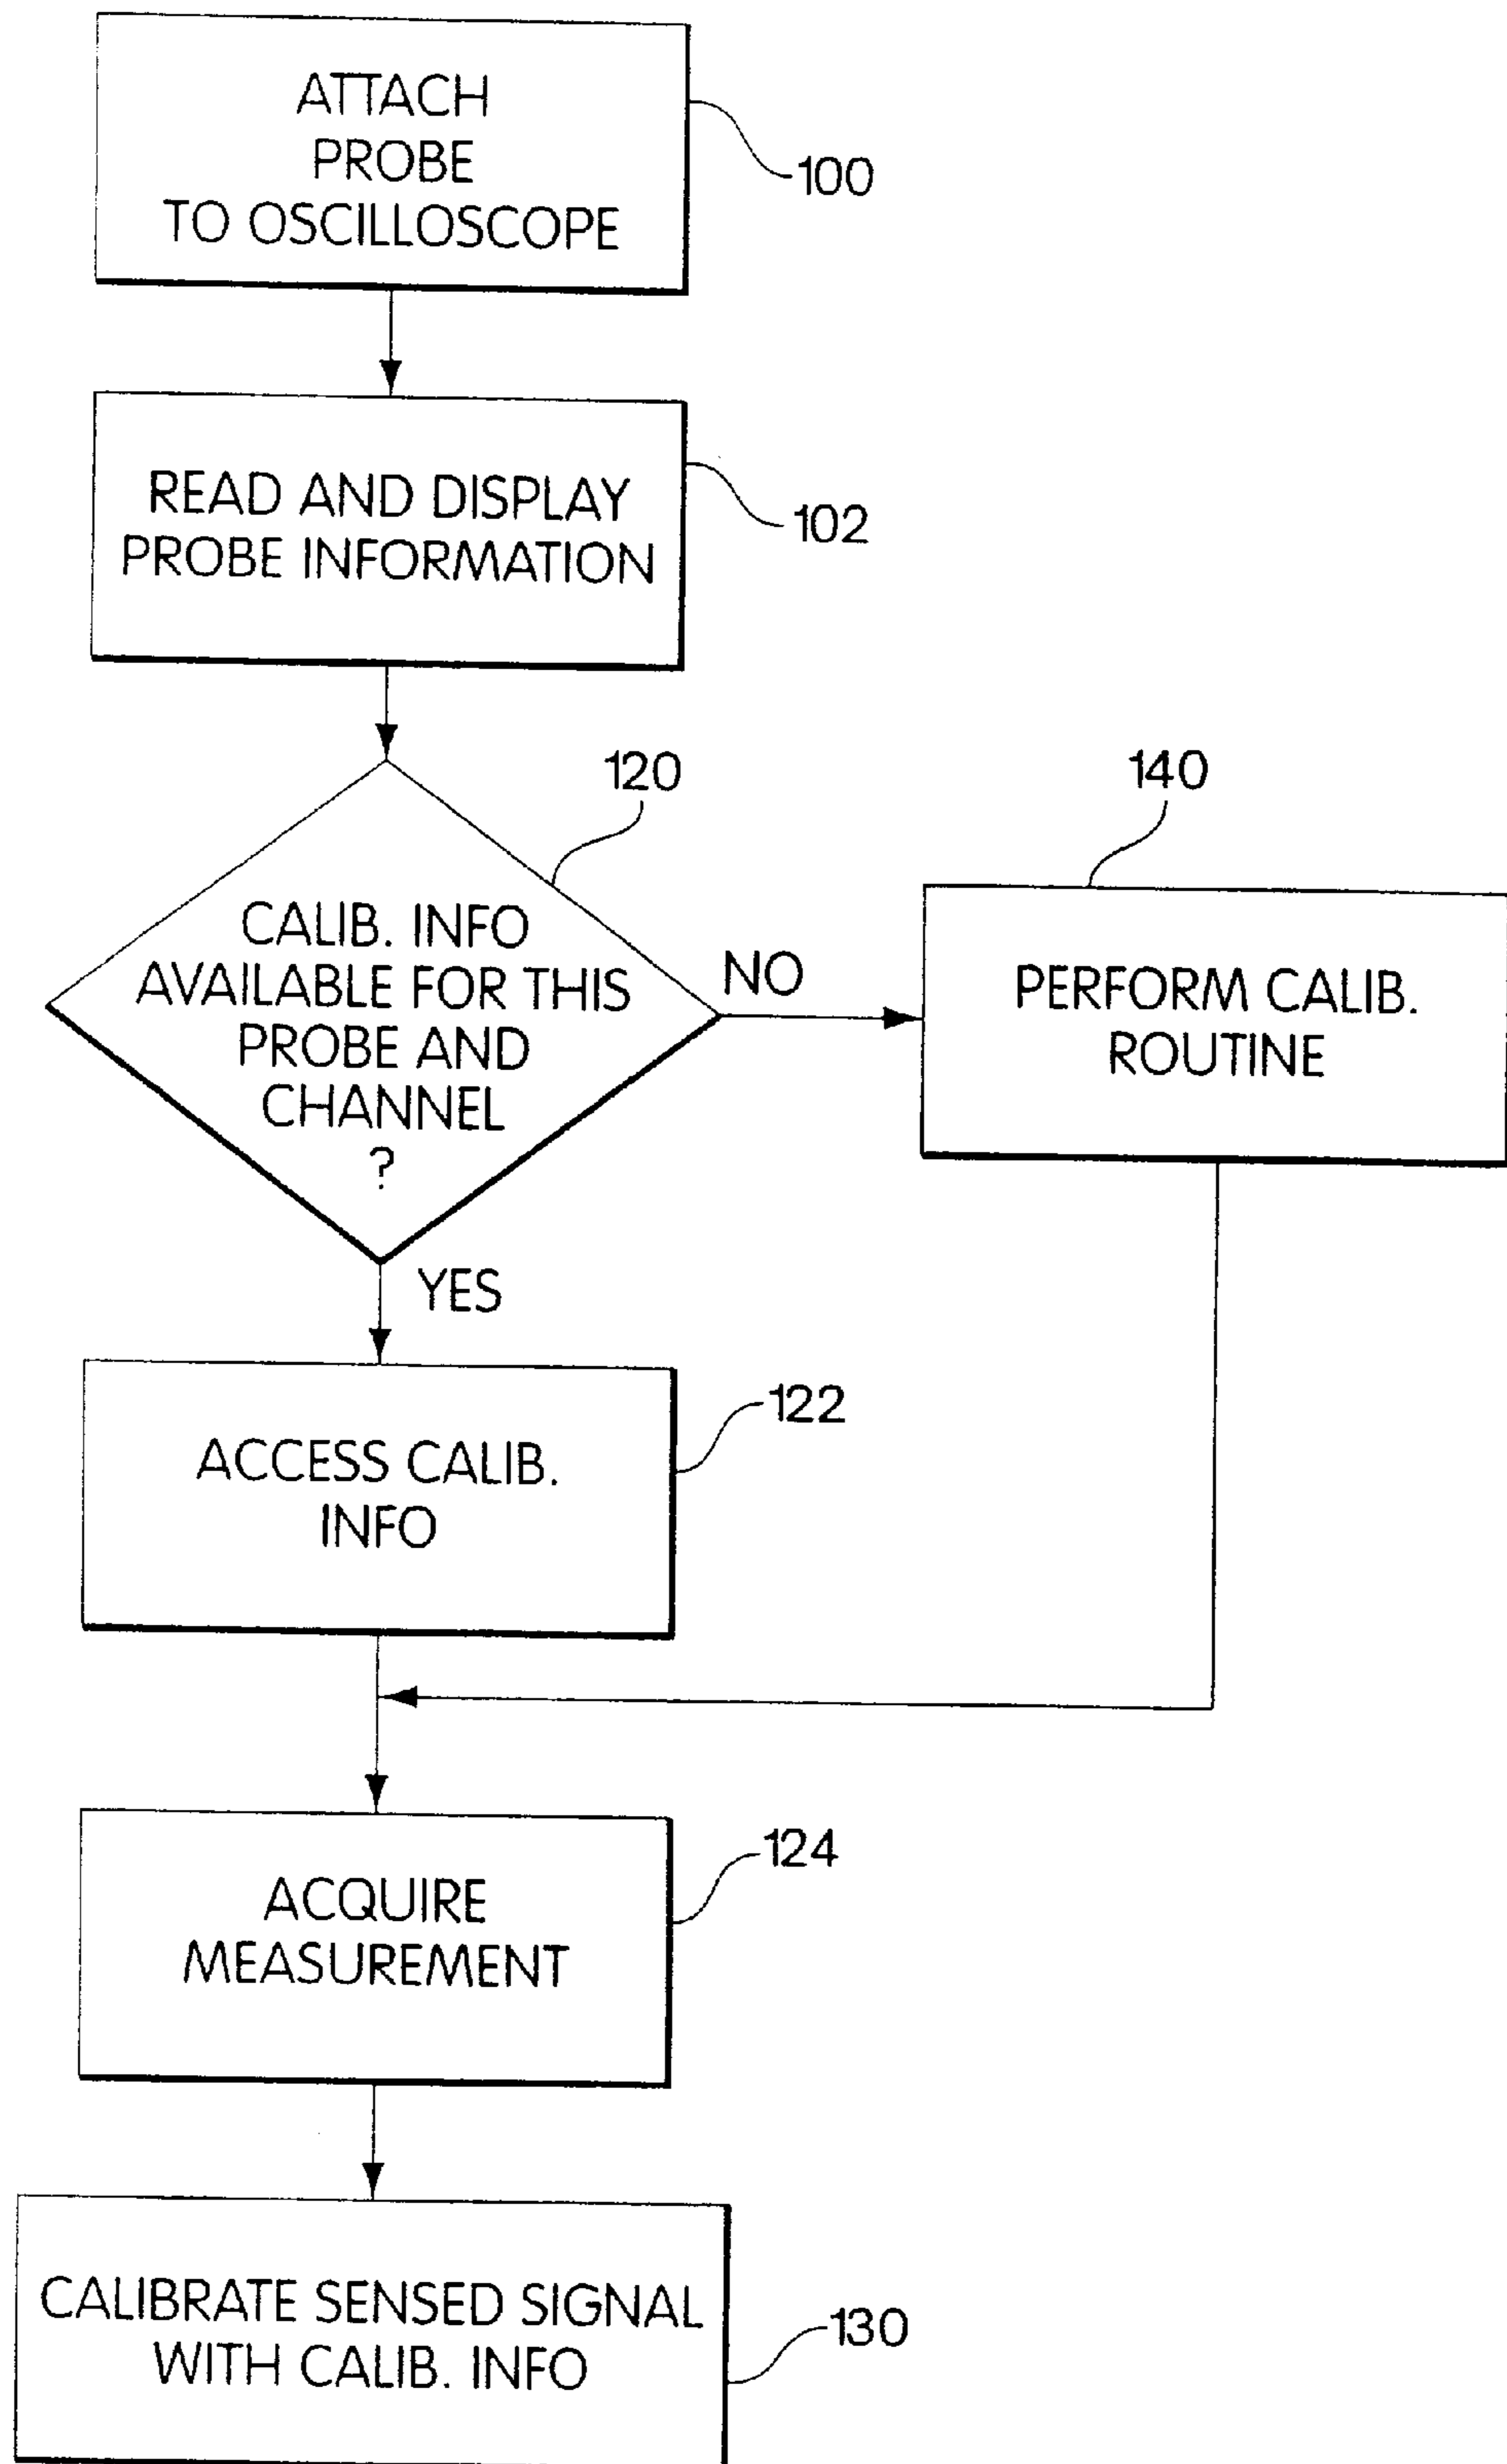 ATTACH
PROBE
TO OSCILLOSCOPE
100
READ AND DISPLAY
PROBE INFORMATION
102
120
CALIB. INFO
AVAILABLE FOR THIS
PROBE AND
CHANNEL
?
NO
140
PERFORM CALIB.
ROUTINE
YES
ACCESS CALIB.
INFO
122
ACQUIRE
MEASUREMENT
124
CALIBRATE SENSED SIGNAL
WITH CALIB. INFO
130